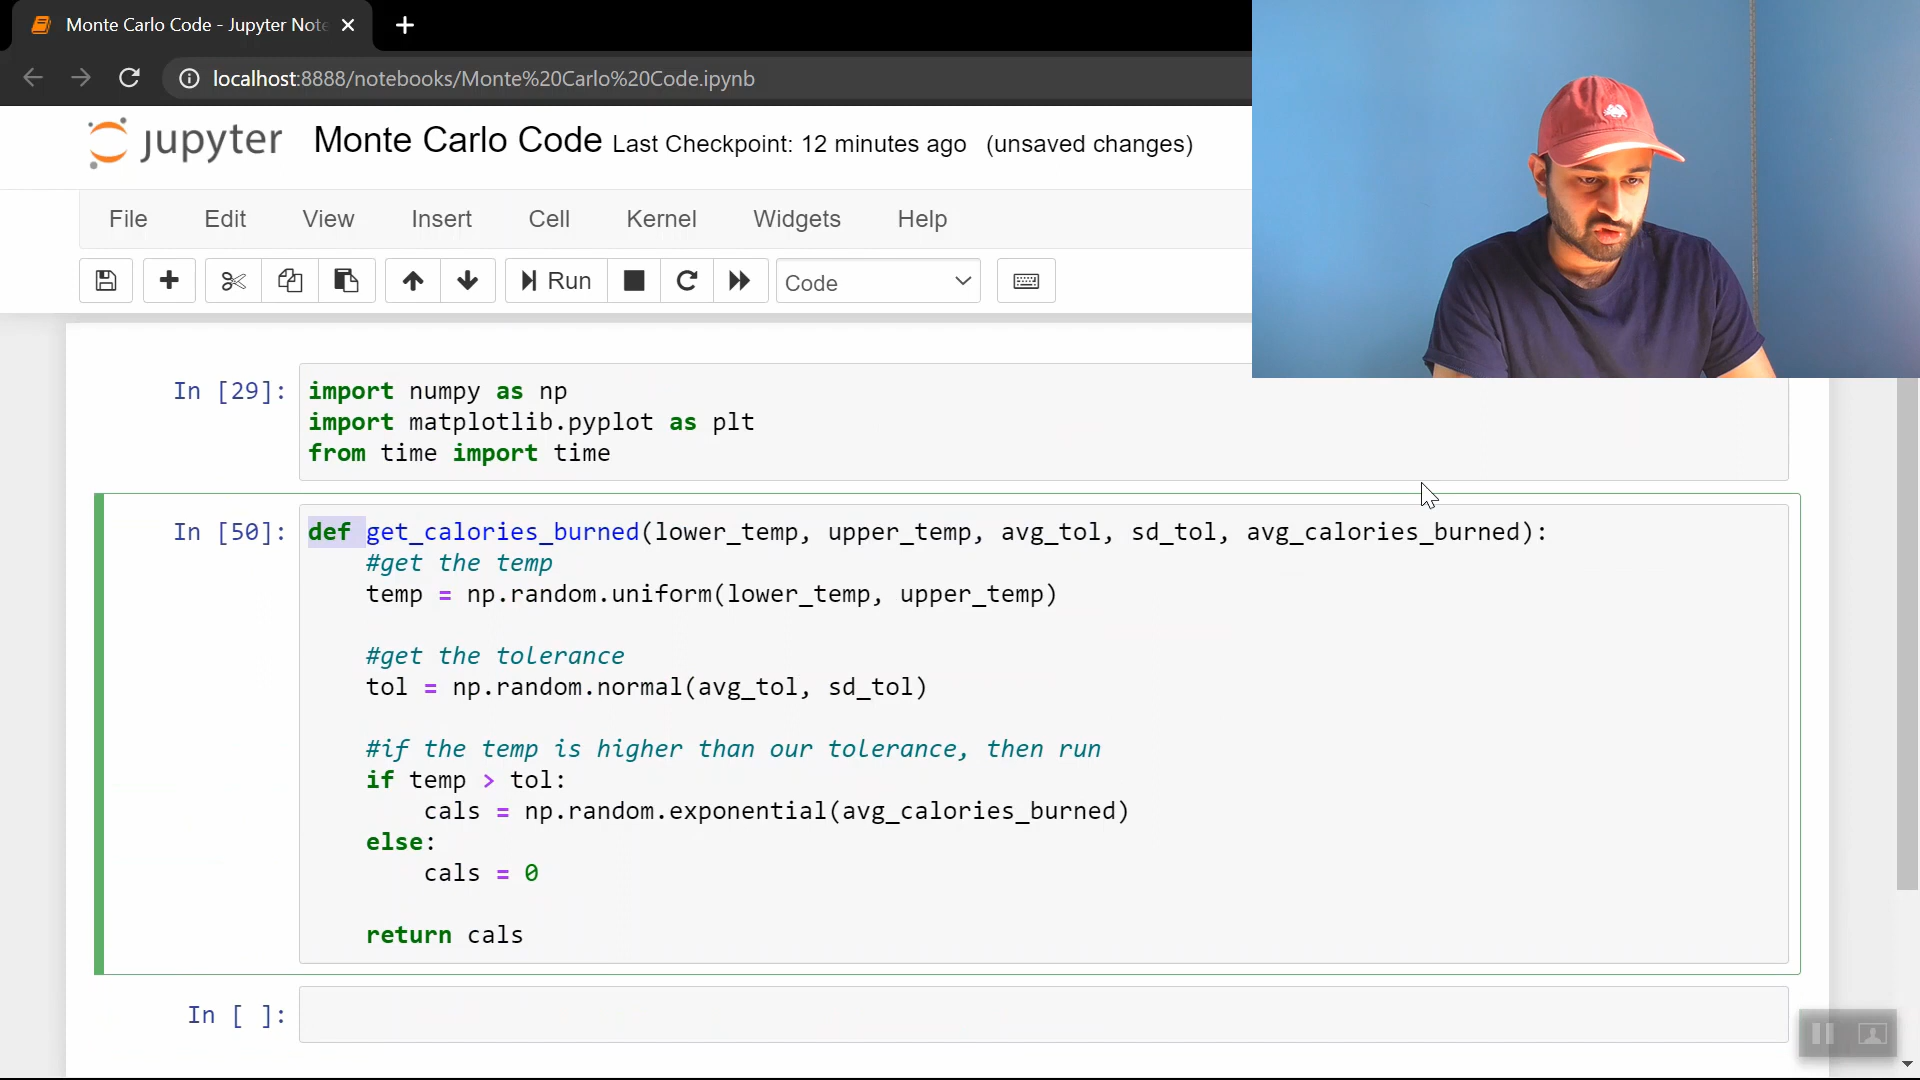 Monte Carlo Code - Jupyter Note
localhost:8888/notebooks/Monte%20Carlo%20Code.ipynb
jupyter Monte Carlo Code Last Checkpoint: 12 minutes ago (unsaved changes)
File Edit View Insert Cell Kernel Widgets Help
Run Code
In [29]: import numpy as np
import matplotlib.pyplot as plt
from time import time
In [50]: def get_calories_burned(lower_temp, upper_temp, avg_tol, sd_tol, avg_calories_burned):
#get the temp
temp = np.random.uniform(lower_temp, upper_temp)
#get the tolerance
tol = np.random.normal(avg_tol, sd_tol)
#if the temp is higher than our tolerance, then run
if temp > tol:
cals = np.random.exponential(avg_calories_burned)
else:
cals = 0
return cals
In [ ]: